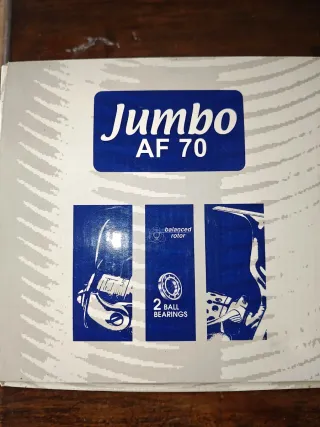 Jumbo
AF 70
balanced
rotor
2 BALL
BEARINGS